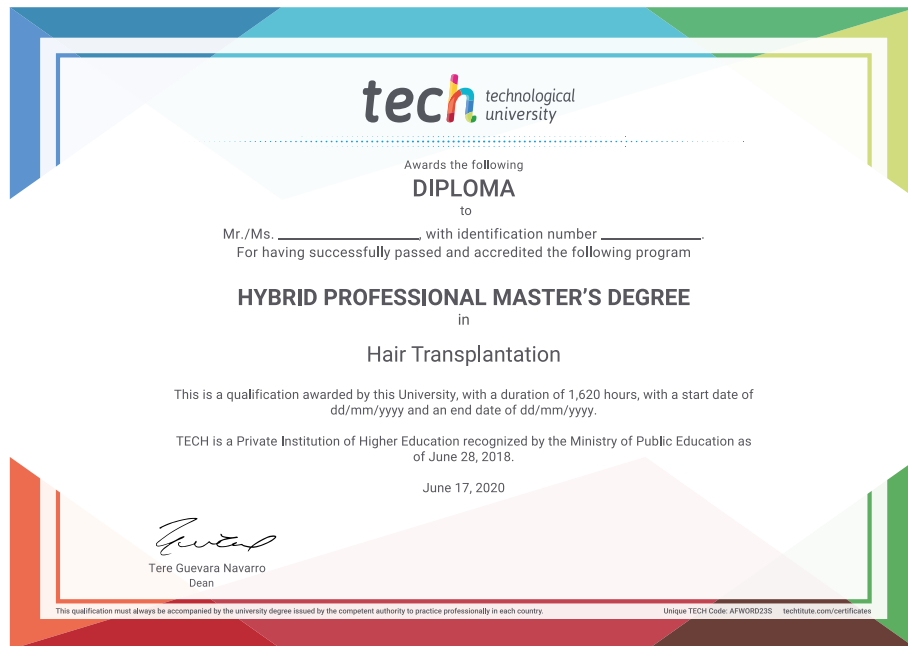 tech technological
university
Awards the following
DIPLOMA
to
Mr./Ms. ____________________, with identification number ______________.
For having successfully passed and accredited the following program
HYBRID PROFESSIONAL MASTER'S DEGREE
in
Hair Transplantation
This is a qualification awarded by this University, with a duration of 1,620 hours, with a start date of
dd/mm/yyyy and an end date of dd/mm/yyyy.
TECH is a Private Institution of Higher Education recognized by the Ministry of Public Education as
of June 28, 2018.
June 17, 2020
Tere Guevara Navarro
Dean
This qualification must always be accompanied by the university degree issued by the competent authority to practice professionally in each country. Unique TECH Code: AFWORD23S techtitute.com/certificates